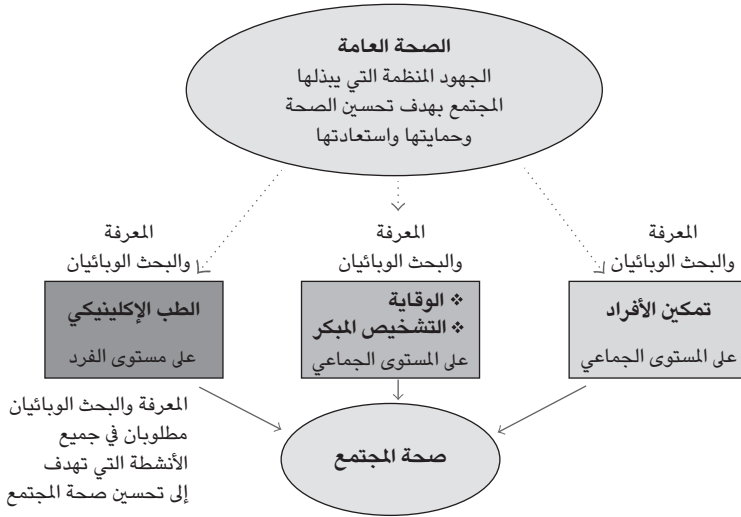 الصحة العامة
الجهود المنظمة التي يبذلها
المجتمع بهدف تحسين الصحة
وحمايتها واستعادتها
المعرفة
والبحث الوبائيان
تمكين الأفراد
على المستوى الجماعي
المعرفة
والبحث الوبائيان
❖ الوقاية
❖ التشخيص المبكر
على المستوى الجماعي
المعرفة
والبحث الوبائيان
الطب الإكلينيكي
على مستوى الفرد
المعرفة والبحث الوبائيان
مطلوبان في جميع
الأنشطة التي تهدف
إلى تحسين صحة المجتمع
صحة المجتمع